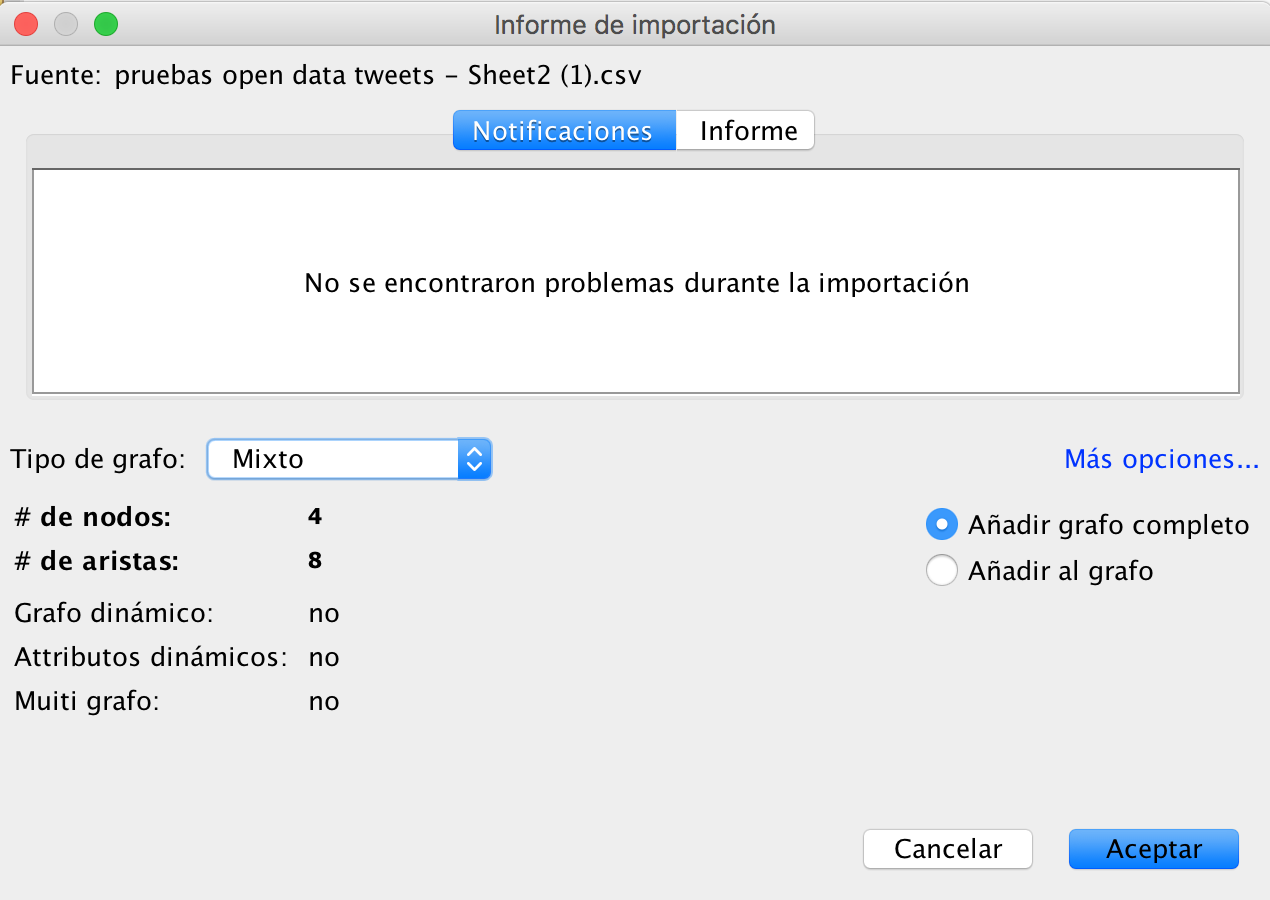 Informe de importación
Fuente: pruebas open data tweets – Sheet2 (1).csv
Notificaciones Informe
No se encontraron problemas durante la importación
Tipo de grafo: Mixto Más opciones...
# de nodos: 4
Añadir grafo completo
# de aristas: 8
Añadir al grafo
Grafo dinámico: no
Attributos dinámicos: no
Muiti grafo: no
Cancelar Aceptar